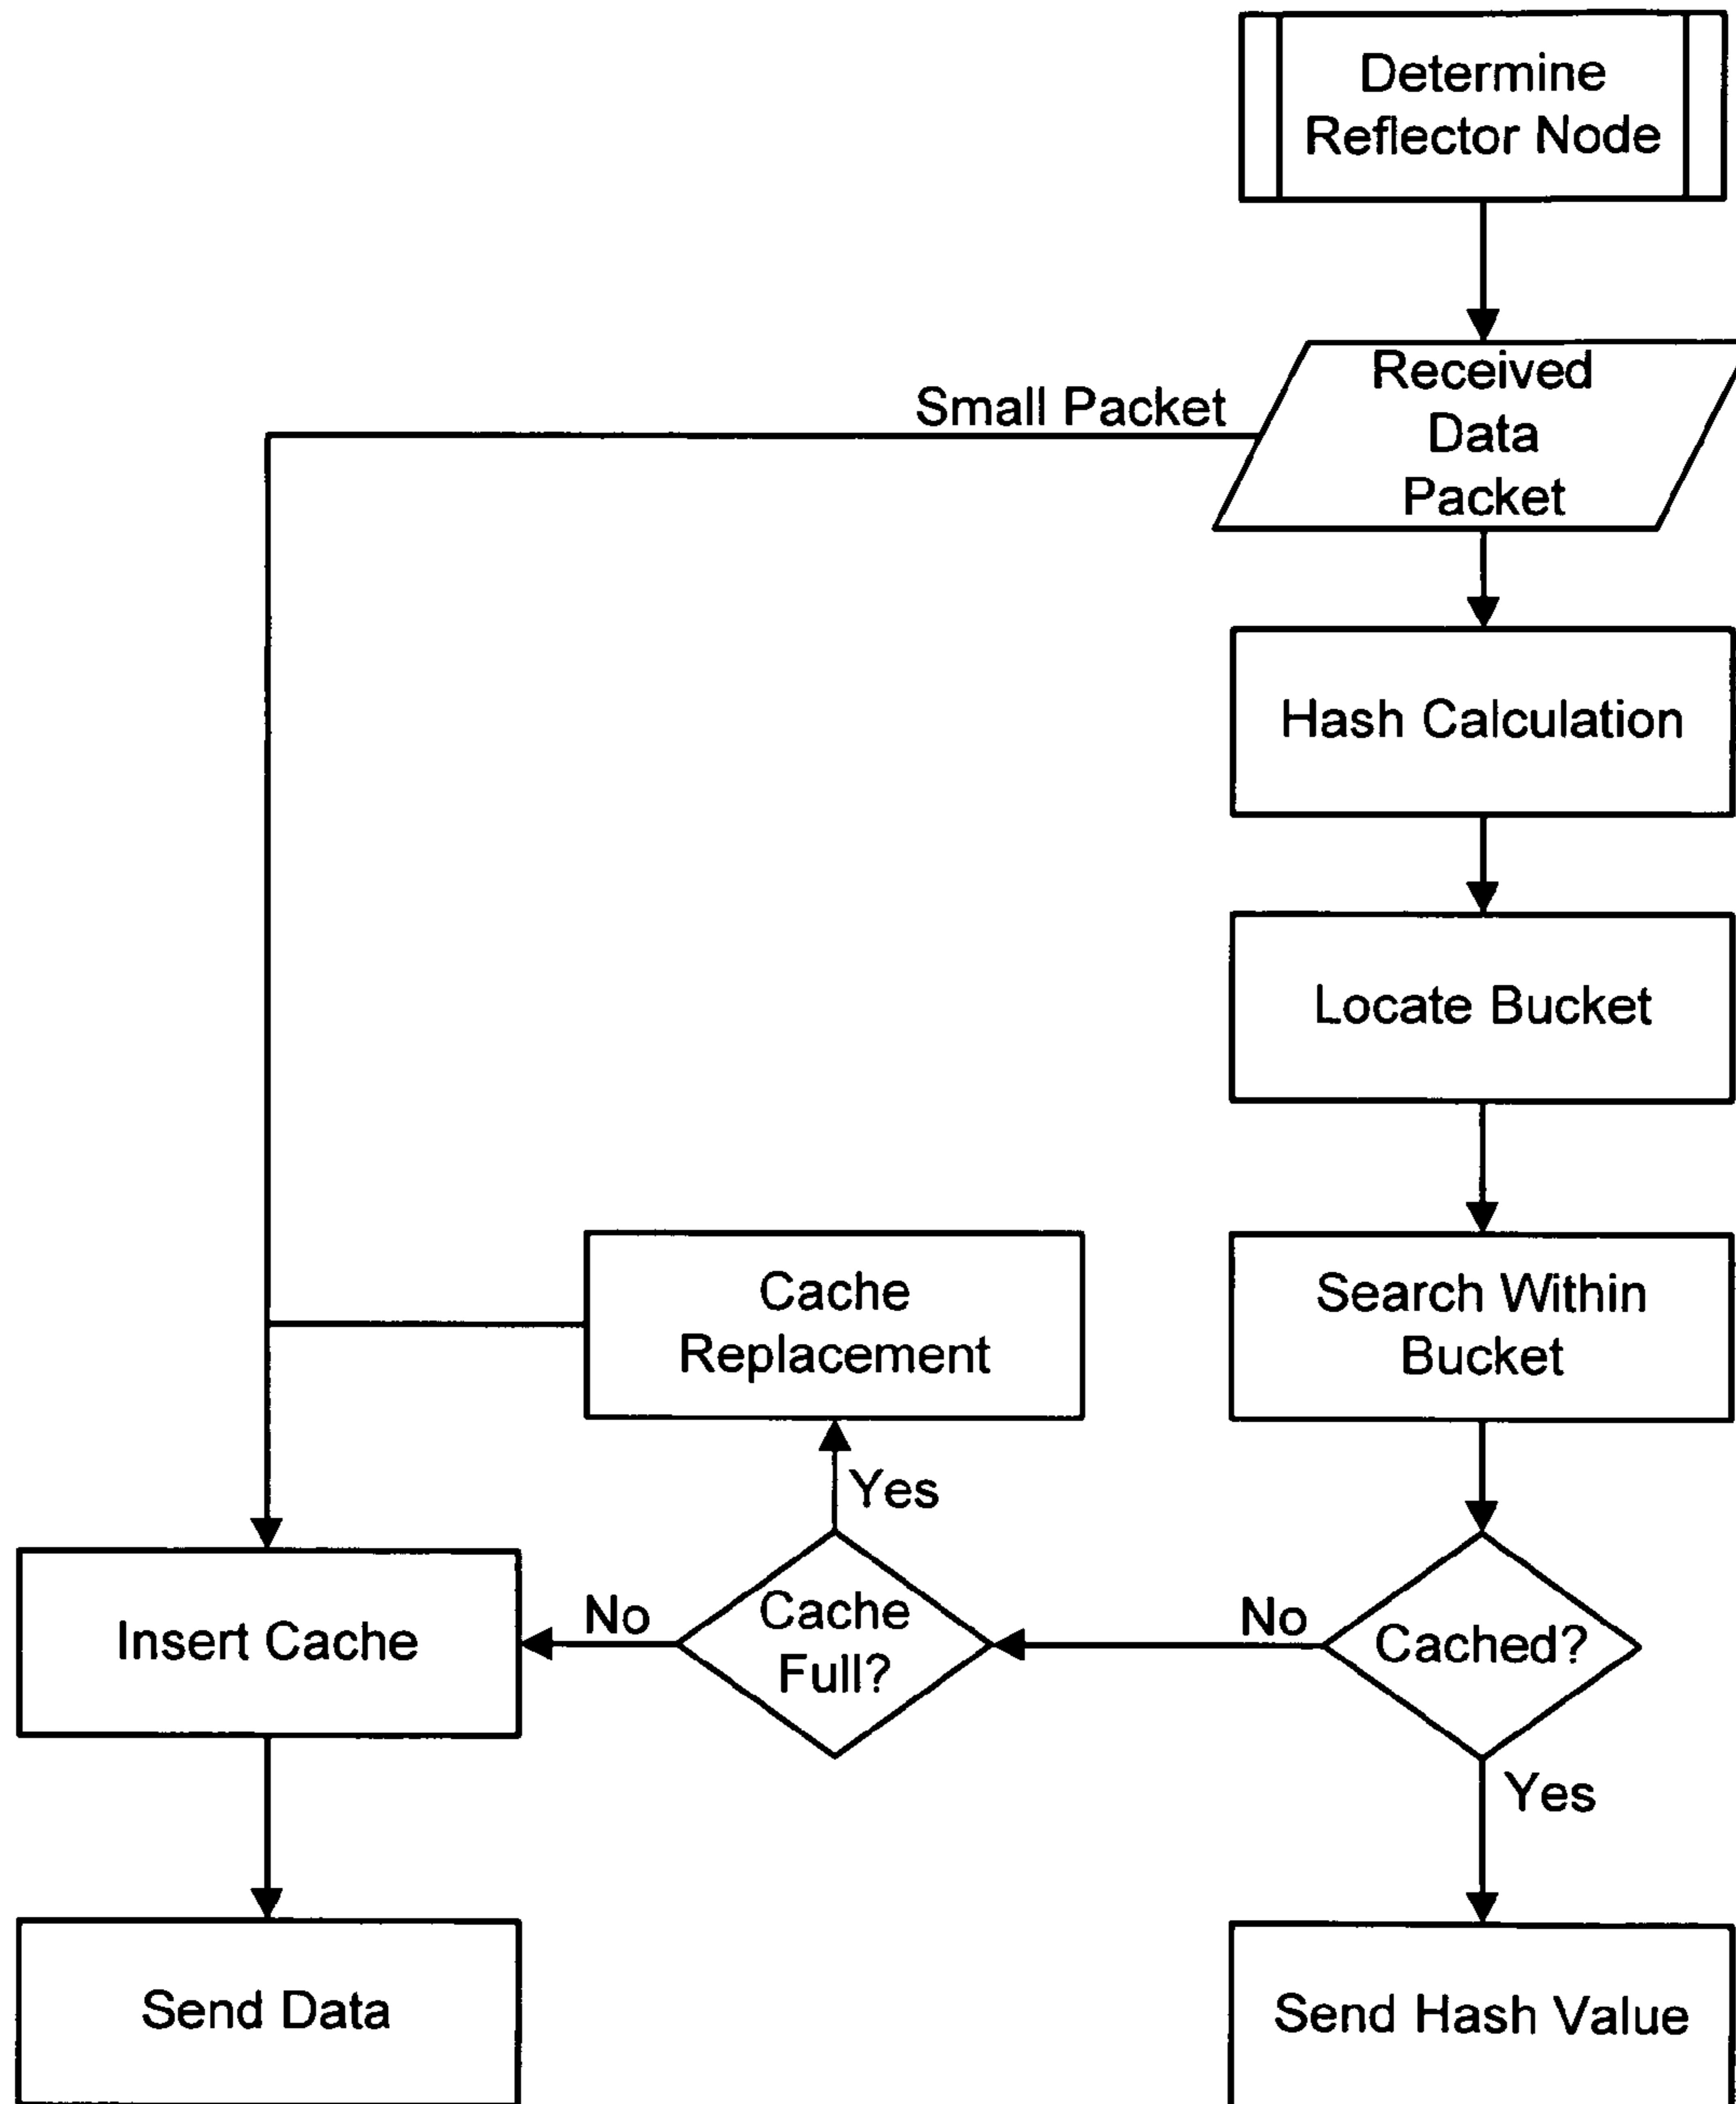 Determine
Reflector Node
Received
Data
Packet
Small Packet
Hash Calculation
Locate Bucket
Search Within
Bucket
Cache
Replacement
Yes
Cached?
No
Cache
Full?
No
Insert Cache
Yes
Send Data
Send Hash Value